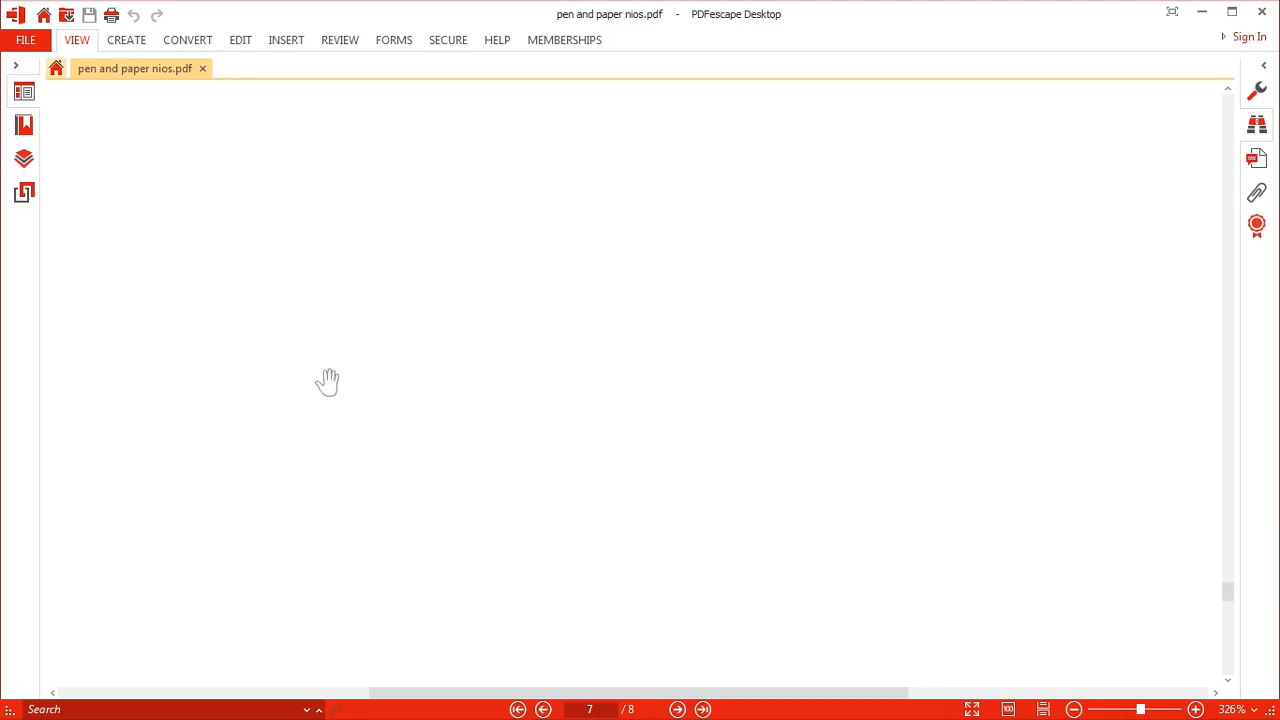 pen and paper nios.pdf - PDFescape Desktop
FILE VIEW CREATE CONVERT EDIT INSERT REVIEW FORMS SECURE HELP MEMBERSHIPS Sign In
pen and paper nios.pdf
Search 7 / 8 100 326%